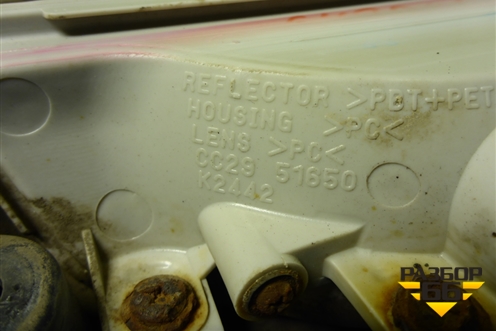 REFLECTOR >PBT+PET
HOUSING >PC<
LENS >PC<
CC29 51650
K2442
РАЗБОР
66